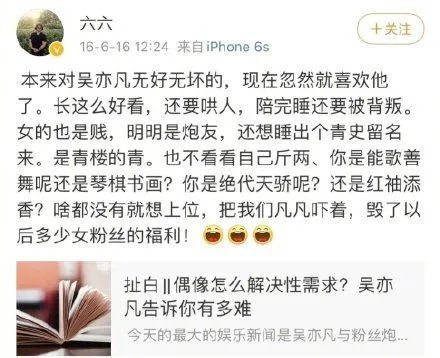 六六
+关注
16-6-16 12:24 来自iPhone 6s
本来对吴亦凡无好无坏的,现在忽然就喜欢他
了。长这么好看,还要哄人,陪完睡还要被背叛。
女的也是贱,明明是炮友,还想睡出个青史留名
来。是青楼的青。也不看看自己斤两、你是能歌善
舞呢还是琴棋书画?你是绝代天骄呢?还是红袖添
香?啥都没有就想上位,把我们凡凡吓着,毁了以
后多少女粉丝的福利!
扯白||偶像怎么解决性需求?吴亦
凡告诉你有多难
今天的最大的娱乐新闻是吴亦凡与粉丝炮...